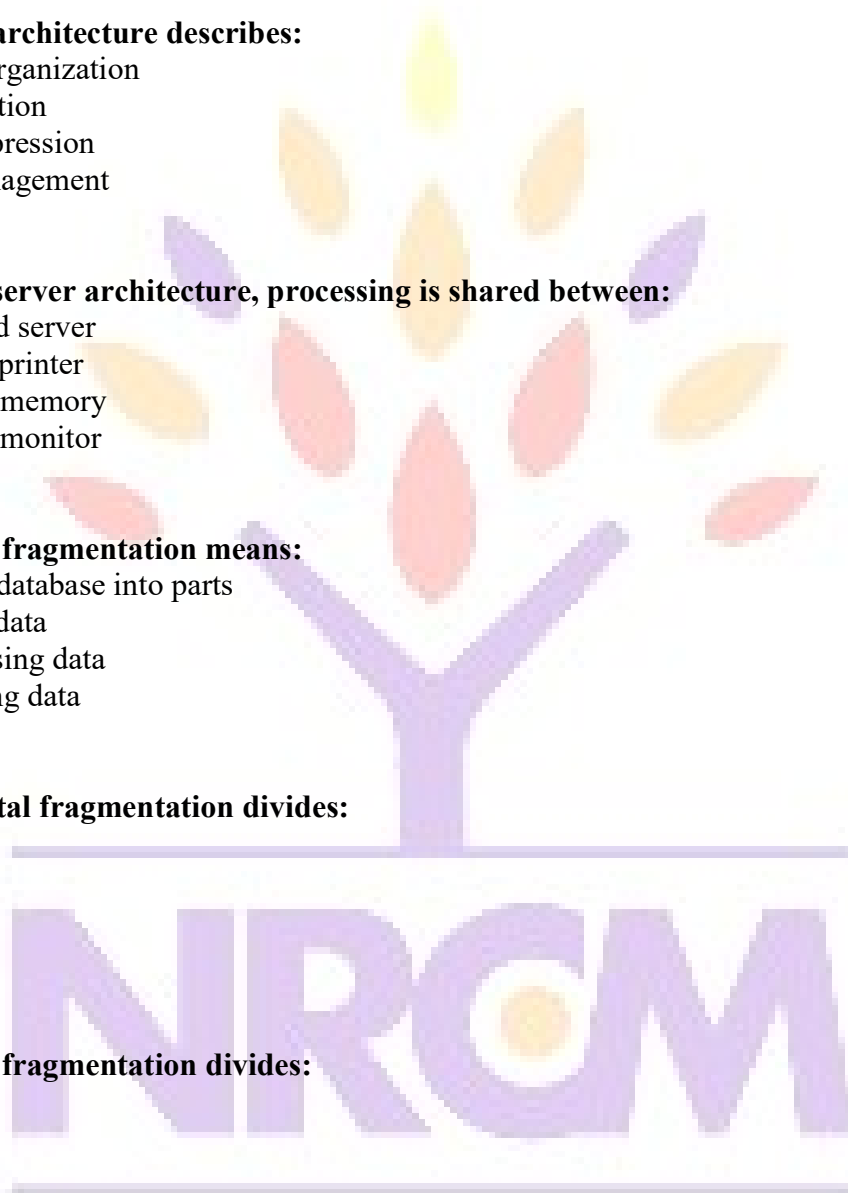 architecture describes:
rganization
tion
pression
agement
server architecture, processing is shared between:
d server
printer
memory
monitor
fragmentation means:
database into parts
data
sing data
g data
tal fragmentation divides:
NRCM
fragmentation divides: